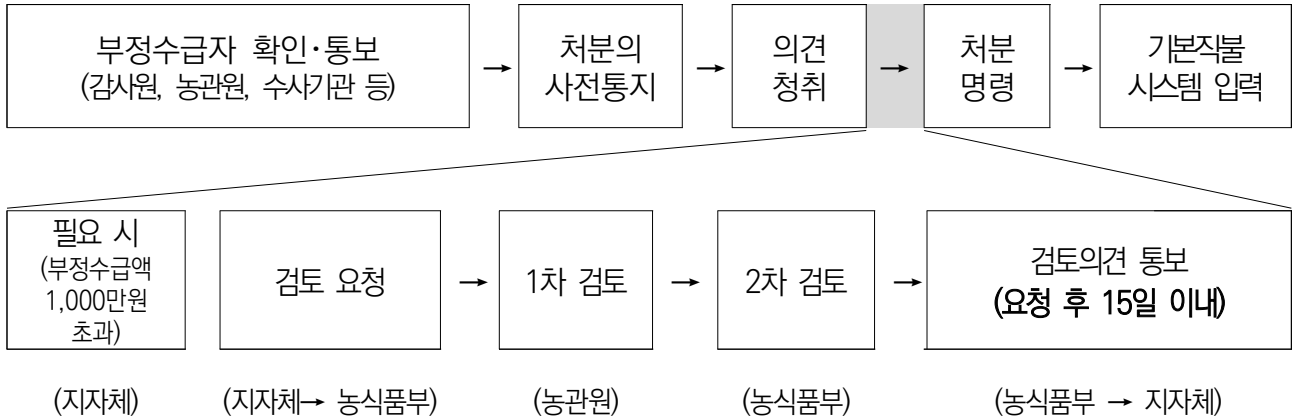 부정수급자 확인·통보
(감사원, 농관원, 수사기관 등)
→
처분의
사전통지
→
의견
청취
→
처분
명령
→
기본직불
시스템 입력
필요 시
(부정수급액
1,000만원
초과)
검토 요청
→
1차 검토
→
2차 검토
→
검토의견 통보
(요청 후 15일 이내)
(지자체)
(지자체→ 농식품부)
(농관원)
(농식품부)
(농식품부 → 지자체)